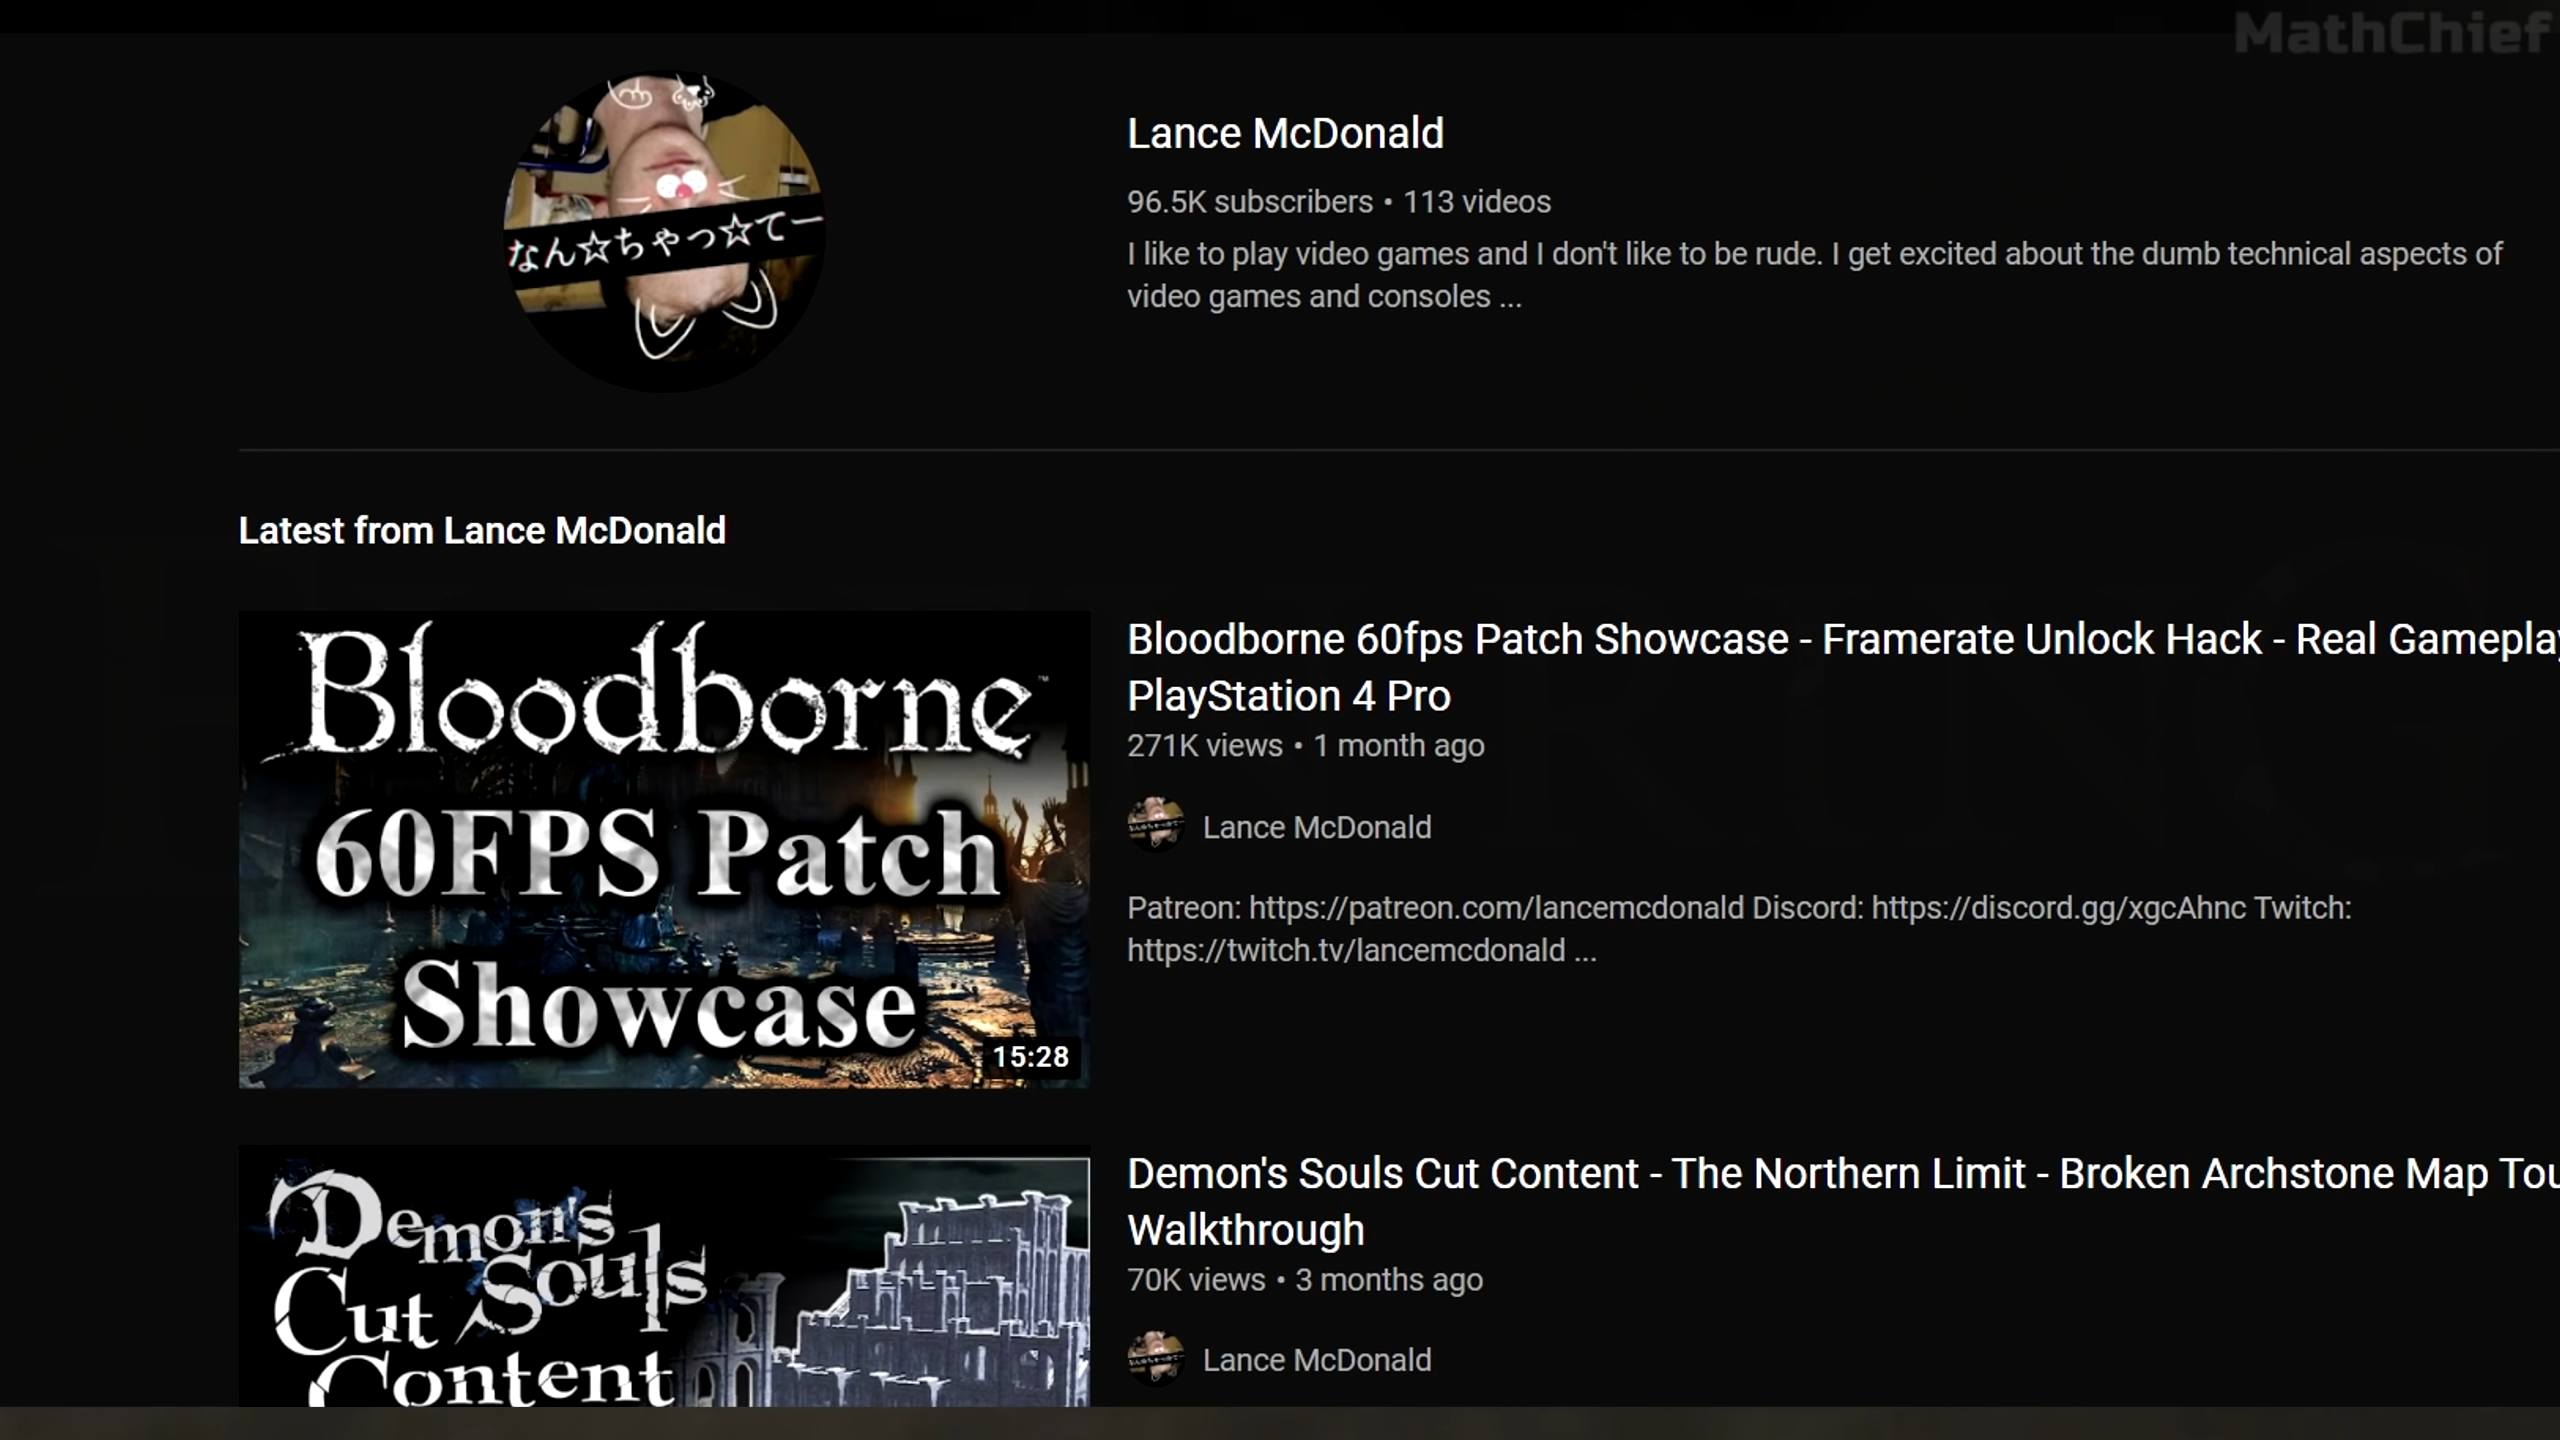 MathChief
なん☆ちゃっ☆てー
Lance McDonald
96.5K subscribers • 113 videos
I like to play video games and I don't like to be rude. I get excited about the dumb technical aspects of
video games and consoles ...
Latest from Lance McDonald
Bloodborne™
60FPS Patch
Showcase
15:28
Bloodborne 60fps Patch Showcase - Framerate Unlock Hack - Real Gameplay
PlayStation 4 Pro
271K views • 1 month ago
Lance McDonald
Patreon: https://patreon.com/lancemcdonald Discord: https://discord.gg/xgcAhnc Twitch:
https://twitch.tv/lancemcdonald ...
Demon's
Souls
Cut
Content
Demon's Souls Cut Content - The Northern Limit - Broken Archstone Map Tou
Walkthrough
70K views • 3 months ago
Lance McDonald